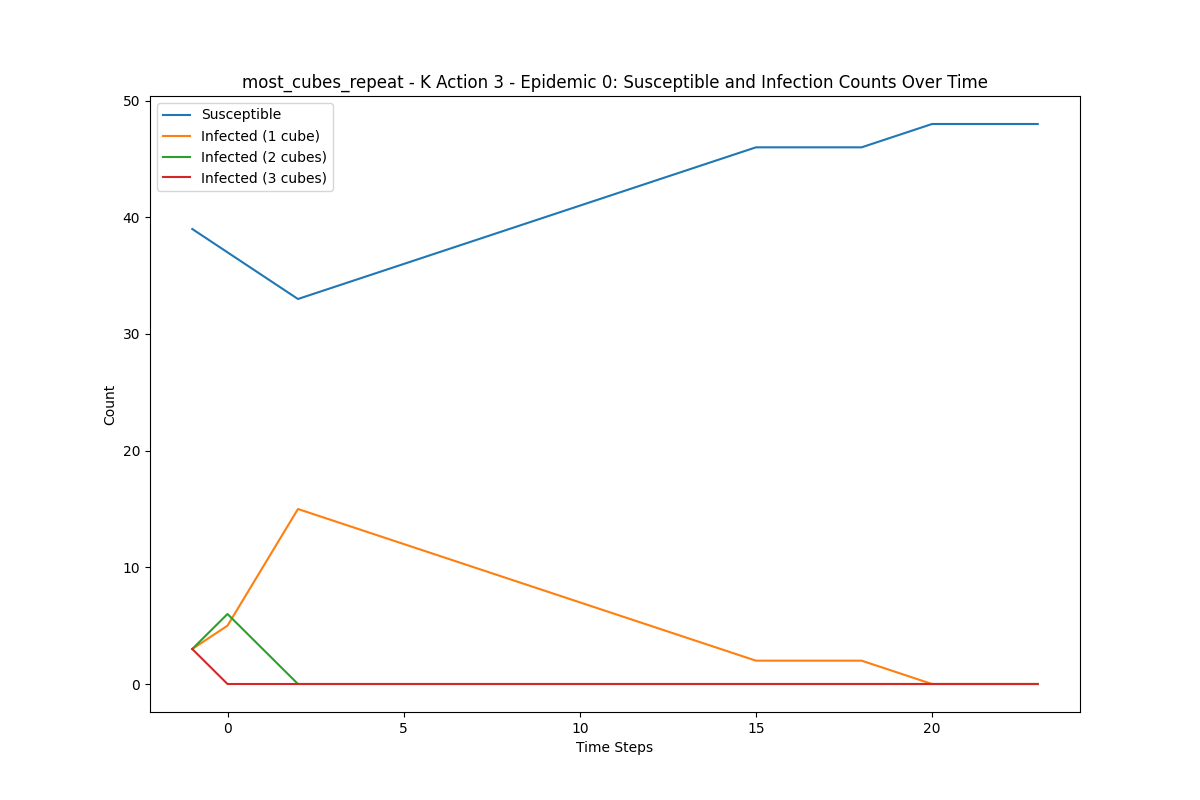 most_cubes_repeat - K Action 3 - Epidemic 0: Susceptible and Infection Counts Over Time
50
40
30
20
10
0
Count
Susceptible
Infected (1 cube)
Infected (2 cubes)
Infected (3 cubes)
0 5 10 15 20
Time Steps